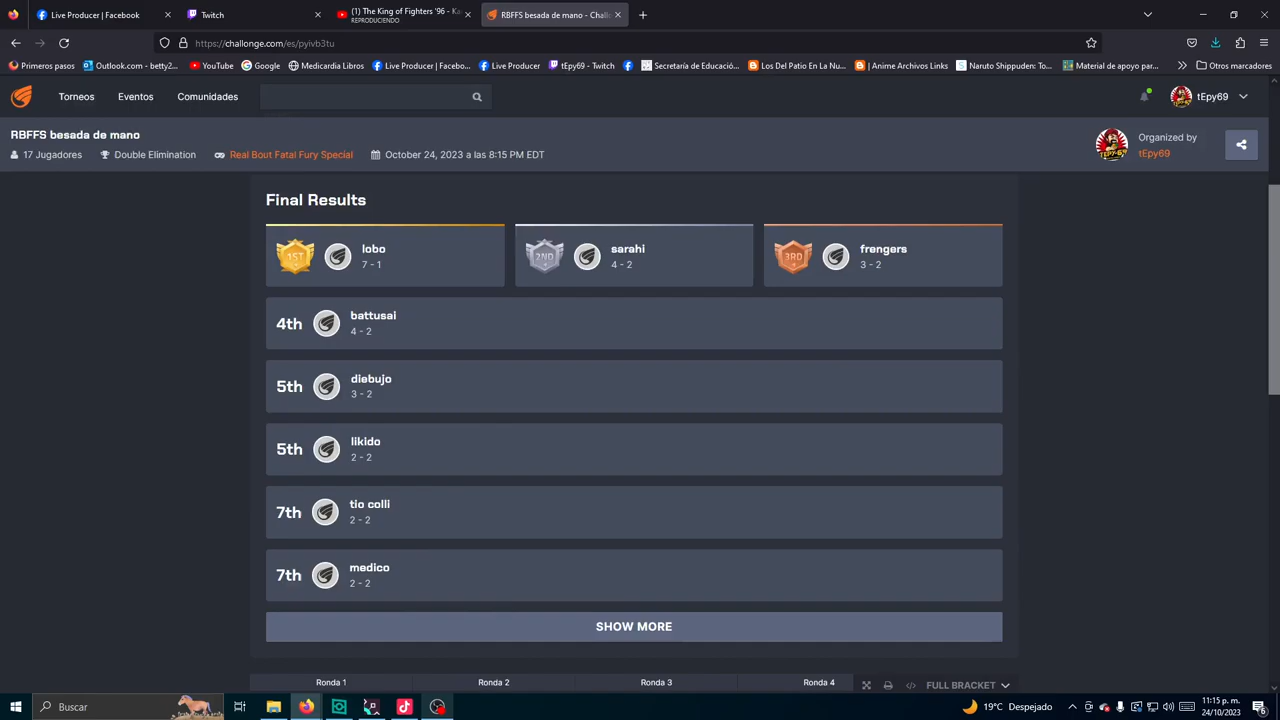 Live Producer | Facebook
Twitch
(1) The King of Fighters '96 - Ka
REPRODUCIENDO
RBFFS besada de mano - Challo
https://challonge.com/es/pyivb3tu
Primeros pasos
Outlook.com - betty2...
YouTube
Google
Medicardia Libros
Live Producer | Facebo...
Live Producer
tEpy69 - Twitch
Secretaría de Educació...
Los Del Patio En La Nu...
| Anime Archivos Links
Naruto Shippuden: To...
Material de apoyo par...
Otros marcadores
Torneos
Eventos
Comunidades
tEpy69
RBFFS besada de mano
17 Jugadores
Double Elimination
Real Bout Fatal Fury Special
October 24, 2023 a las 8:15 PM EDT
Organized by
tEpy69
Final Results
1ST
lobo
7 - 1
2ND
sarahi
4 - 2
3RD
frengers
3 - 2
4th
battusai
4 - 2
5th
diebujo
3 - 2
5th
likido
2 - 2
7th
tio colli
2 - 2
7th
medico
2 - 2
SHOW MORE
Ronda 1
Ronda 2
Ronda 3
Ronda 4
FULL BRACKET
Buscar
19°C Despejado
11:15 p. m.
24/10/2023
6